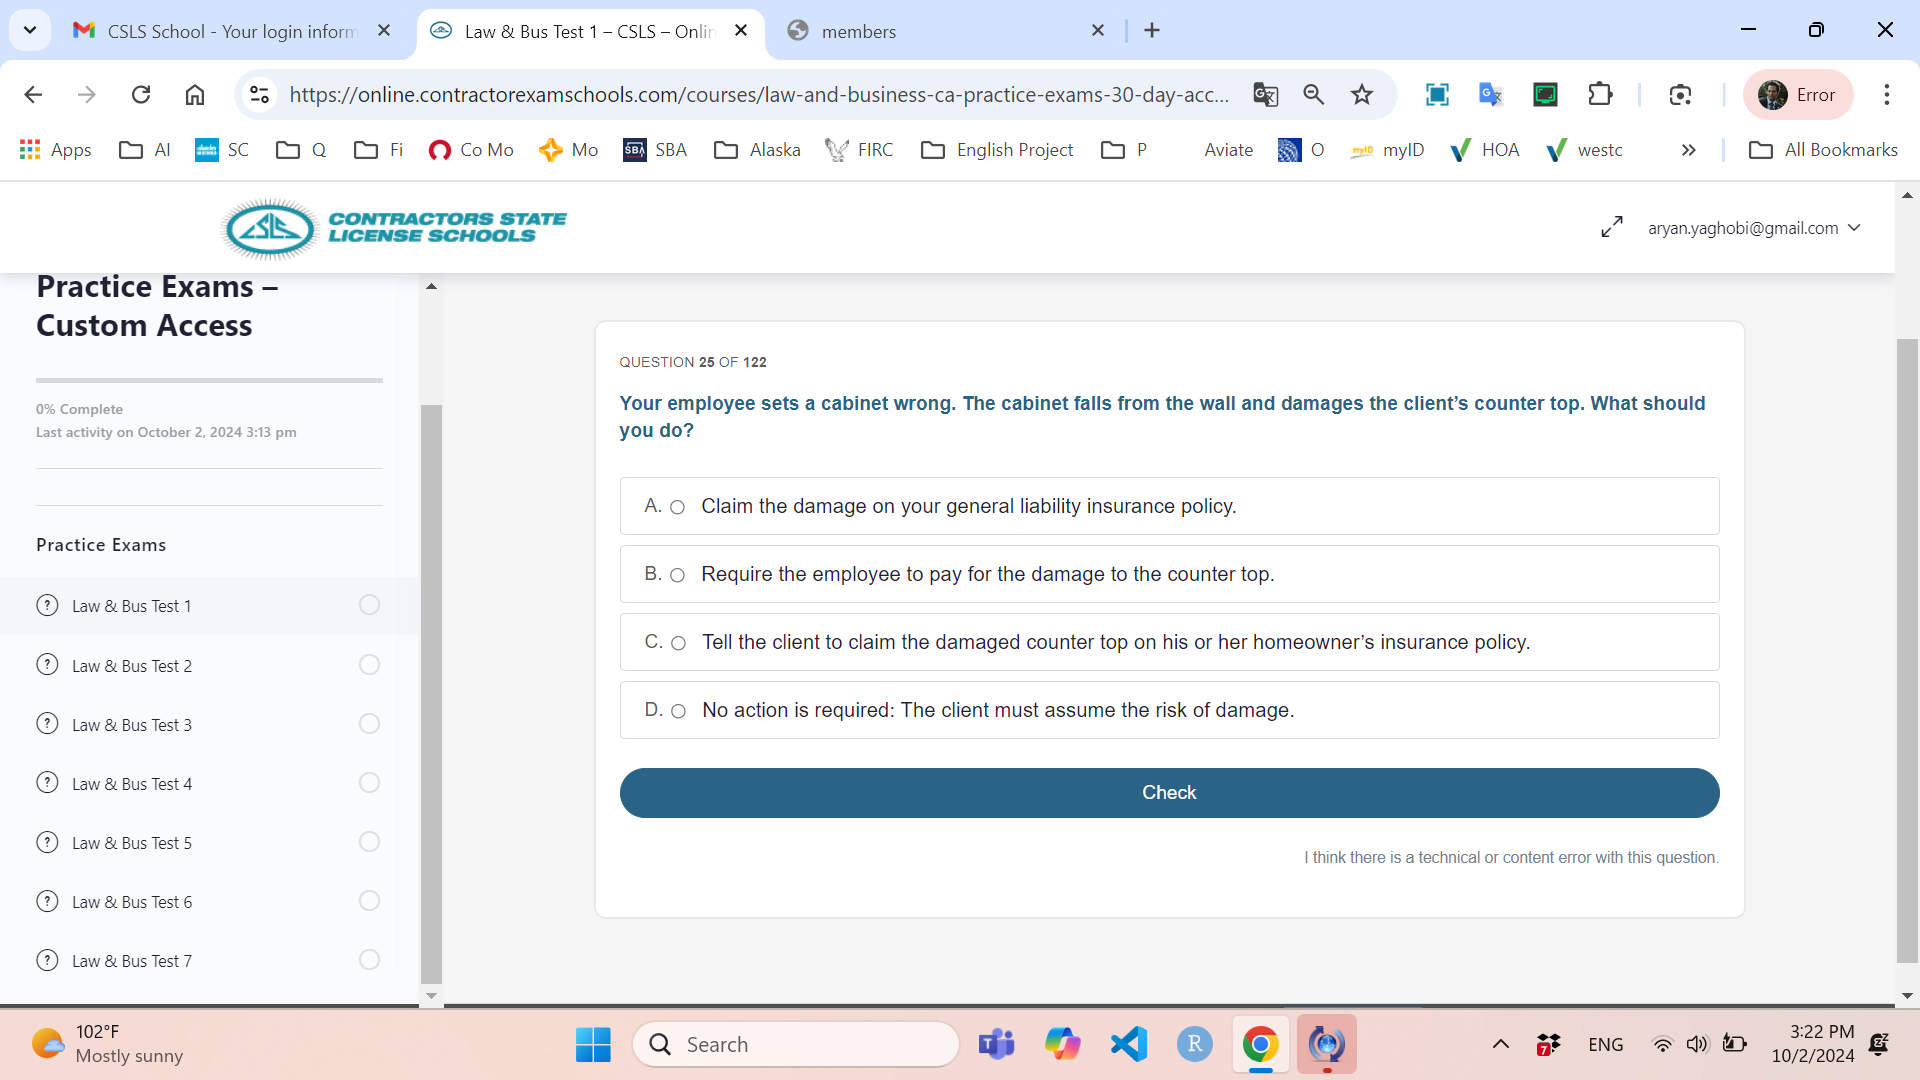 CSLS School - Your login inform
Law & Bus Test 1 – CSLS – Onlin
members
https://online.contractorexamschools.com/courses/law-and-business-ca-practice-exams-30-day-acc...
Error
Apps
AI
SC
Q
Fi
Co Mo
Mo
SBA
SBA
Alaska
FIRC
English Project
P
Aviate
O
myID
myID
HOA
westc
All Bookmarks
CSLS
CONTRACTORS STATE
LICENSE SCHOOLS
aryan.yaghobi@gmail.com
Practice Exams –
Custom Access
0% Complete
Last activity on October 2, 2024 3:13 pm
Practice Exams
Law & Bus Test 1
Law & Bus Test 2
Law & Bus Test 3
Law & Bus Test 4
Law & Bus Test 5
Law & Bus Test 6
Law & Bus Test 7
QUESTION 25 OF 122
Your employee sets a cabinet wrong. The cabinet falls from the wall and damages the client’s counter top. What should
you do?
A. Claim the damage on your general liability insurance policy.
B. Require the employee to pay for the damage to the counter top.
C. Tell the client to claim the damaged counter top on his or her homeowner’s insurance policy.
D. No action is required: The client must assume the risk of damage.
Check
I think there is a technical or content error with this question.
102°F
Mostly sunny
Search
R
7
ENG
3:22 PM
10/2/2024